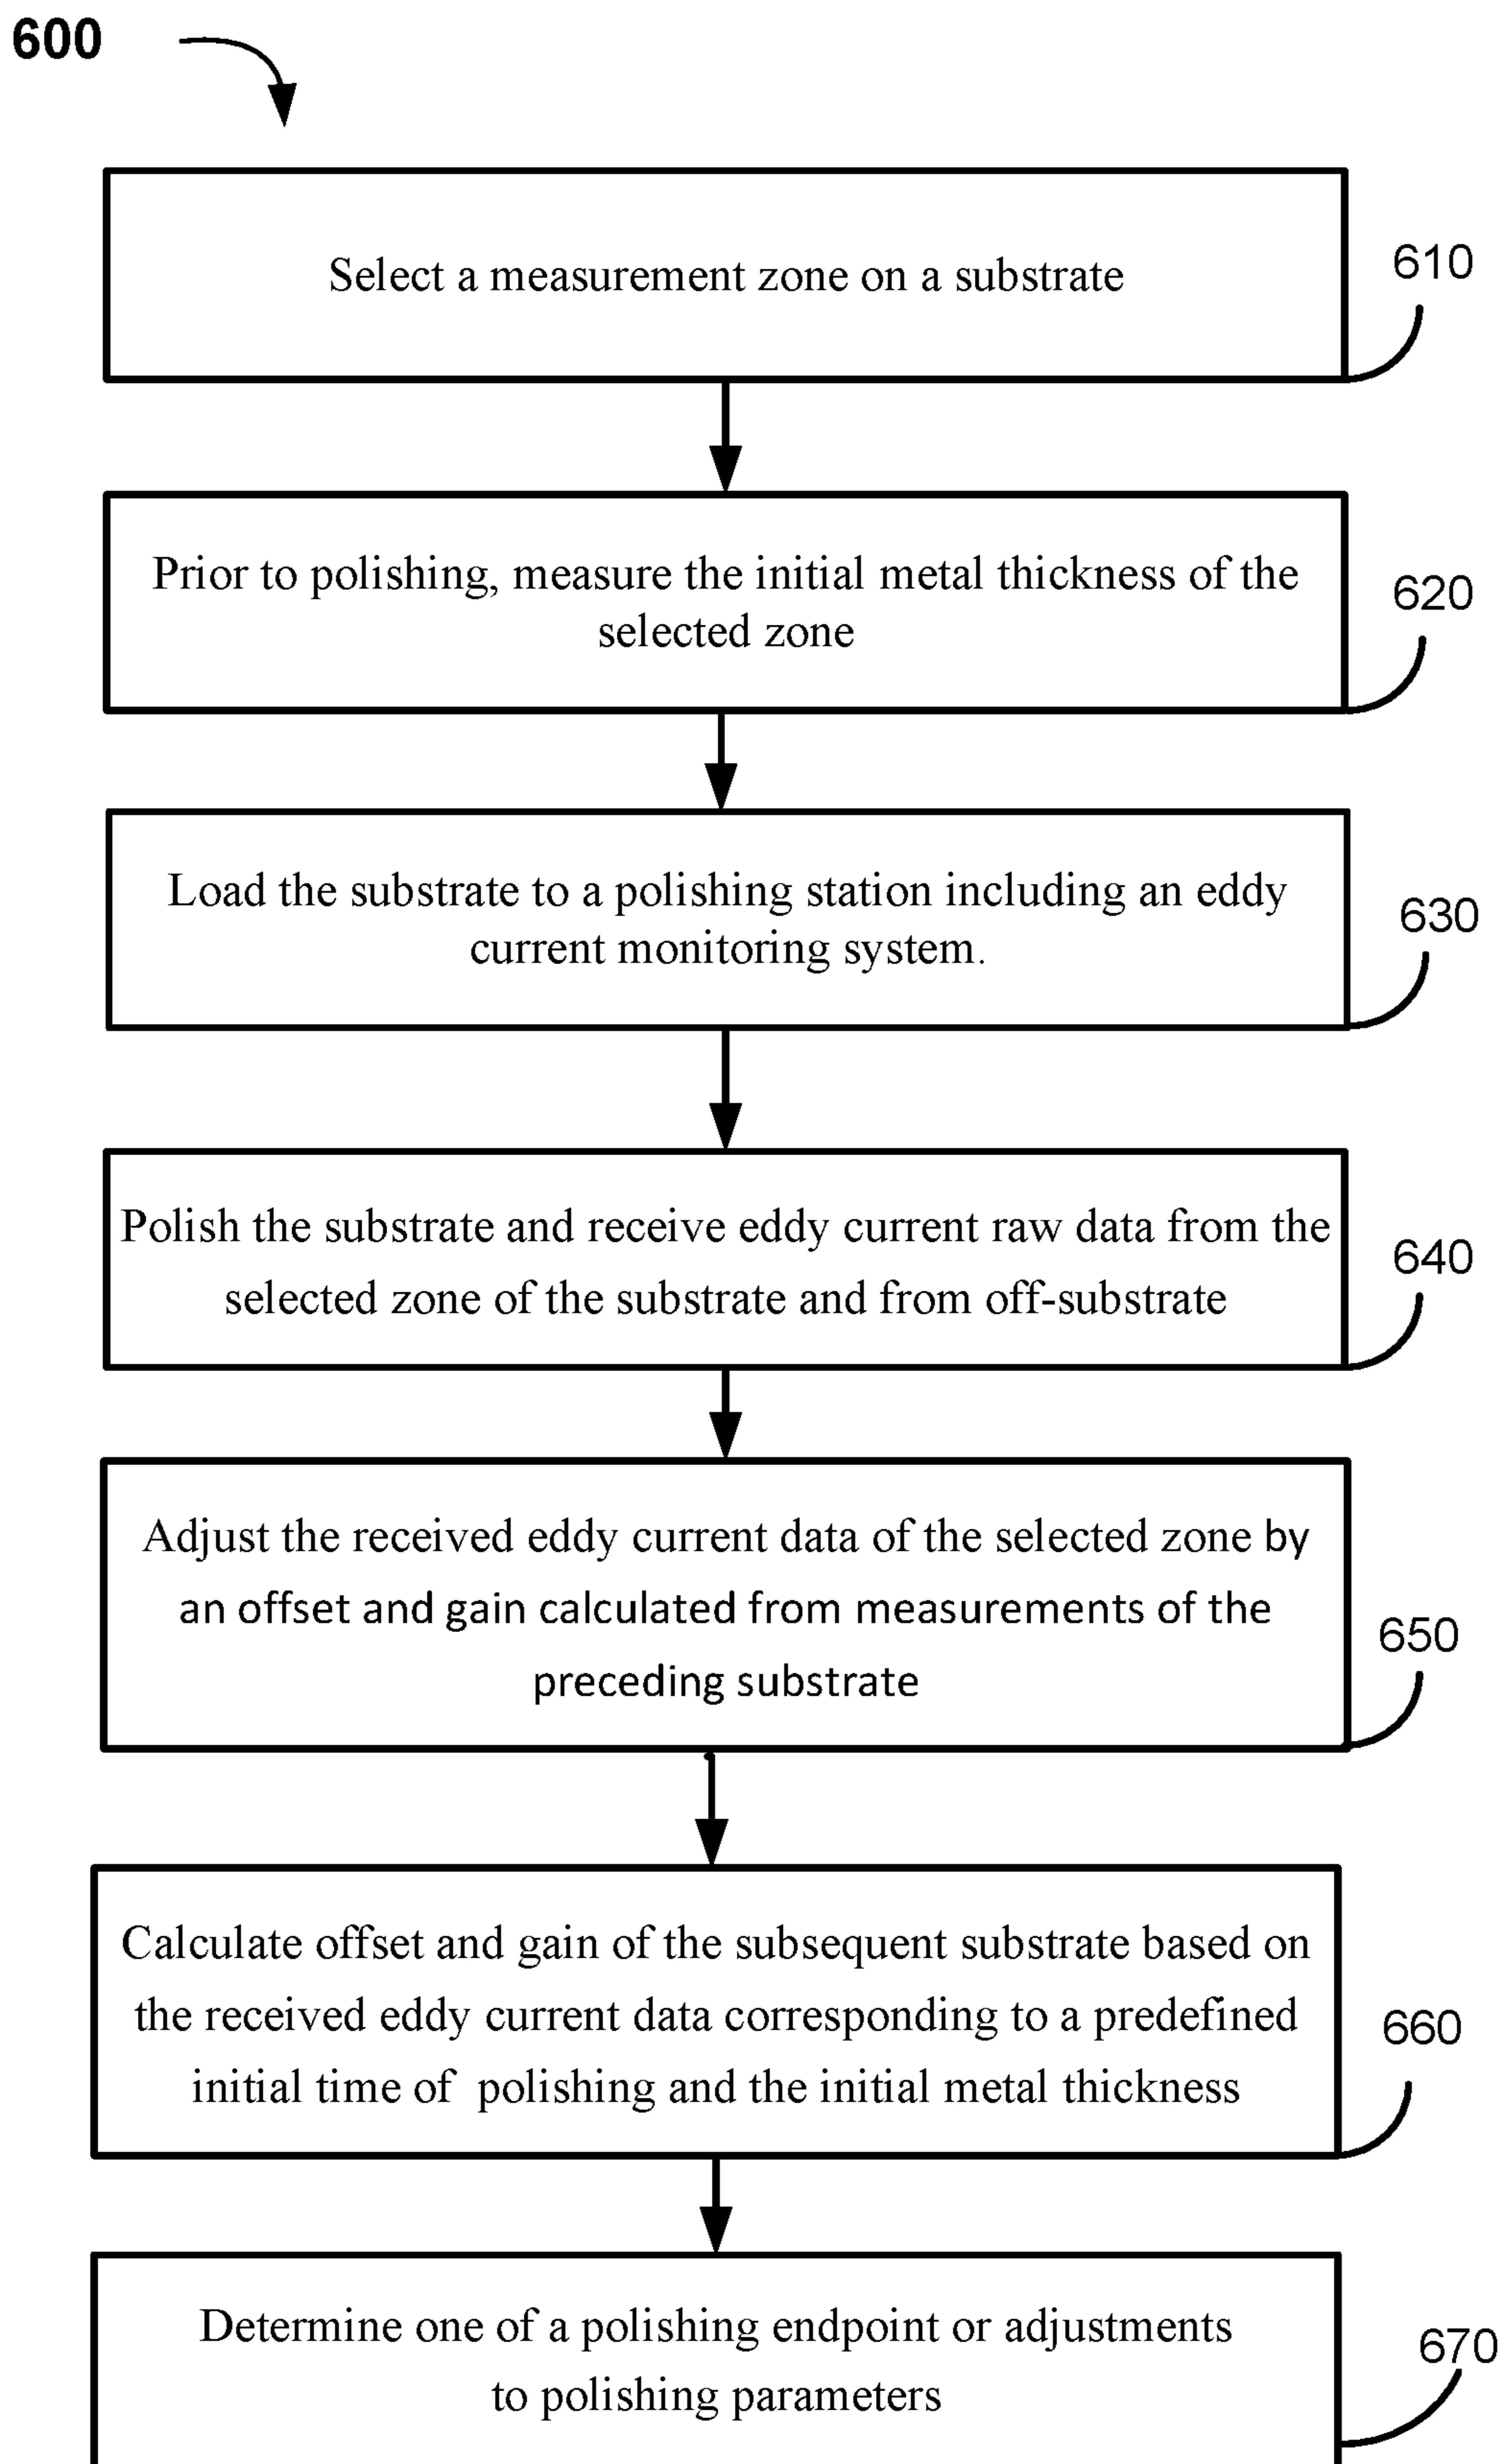 600
Select a measurement zone on a substrate
610
Prior to polishing, measure the initial metal thickness of the
selected zone
620
Load the substrate to a polishing station including an eddy
current monitoring system.
630
Polish the substrate and receive eddy current raw data from the
selected zone of the substrate and from off-substrate
640
Adjust the received eddy current data of the selected zone by
an offset and gain calculated from measurements of the
preceding substrate
650
Calculate offset and gain of the subsequent substrate based on
the received eddy current data corresponding to a predefined
initial time of polishing and the initial metal thickness
660
Determine one of a polishing endpoint or adjustments
to polishing parameters
670